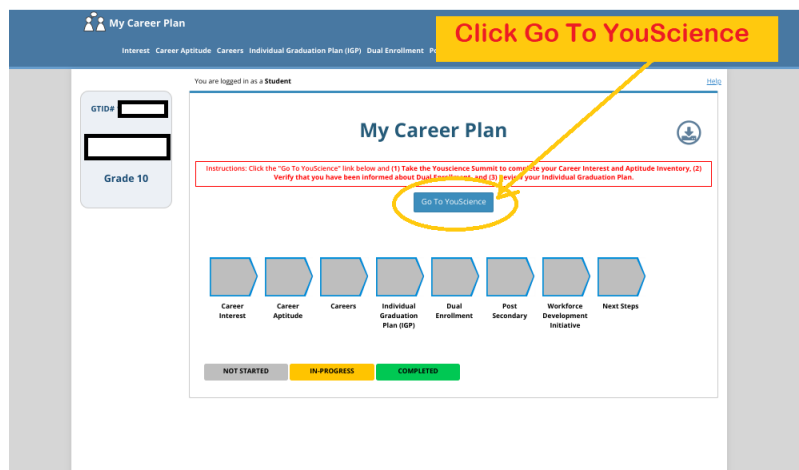 My Career Plan
Click Go To YouScience
Interest Career Aptitude Careers Individual Graduation Plan (IGP) Dual Enrollment
You are logged in as a Student
Help
GTID#
Grade 10
My Career Plan
Instructions: Click the "Go To YouScience" link below and (1) Take the Youscience Summit to complete your Career Interest and Aptitude Inventory, (2)
Verify that you have been informed about Dual Enrollment, and (3) Review your Individual Graduation Plan.
Go To YouScience
Career
Interest
Career
Aptitude
Careers
Individual
Graduation
Plan (IGP)
Dual
Enrollment
Post
Secondary
Workforce
Development
Initiative
Next Steps
NOT STARTED
IN-PROGRESS
COMPLETED